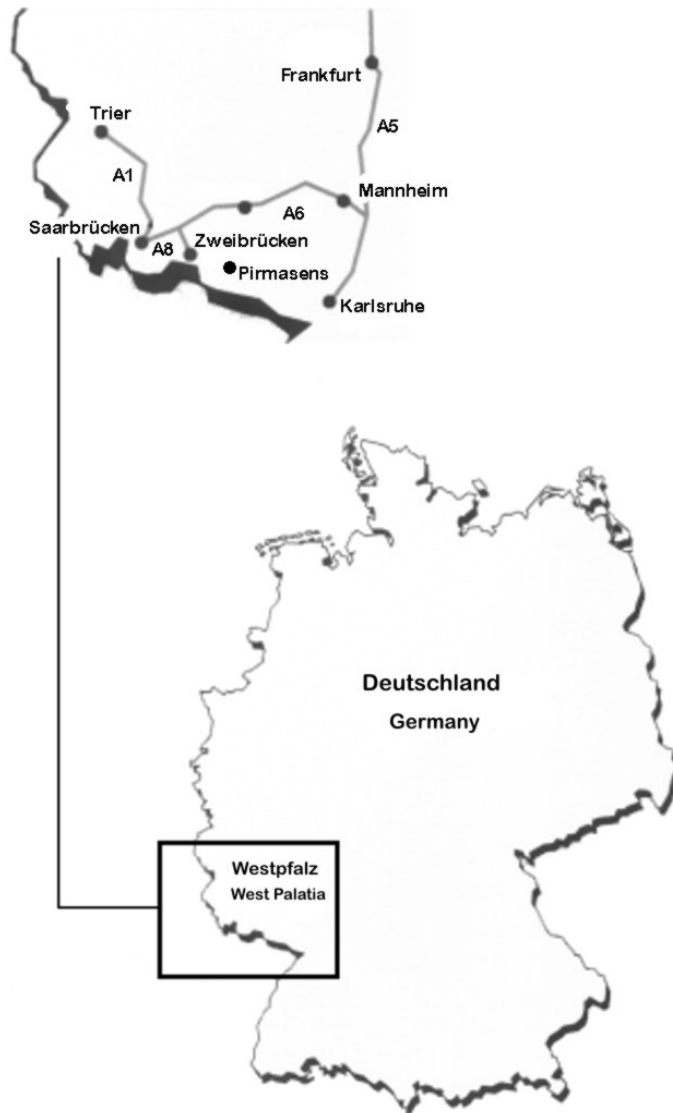 Frankfurt
Trier
A5
A1
Mannheim
A6
Saarbrücken
A8
Zweibrücken
Pirmasens
Karlsruhe
Deutschland
Germany
Westpfalz
West Palatia